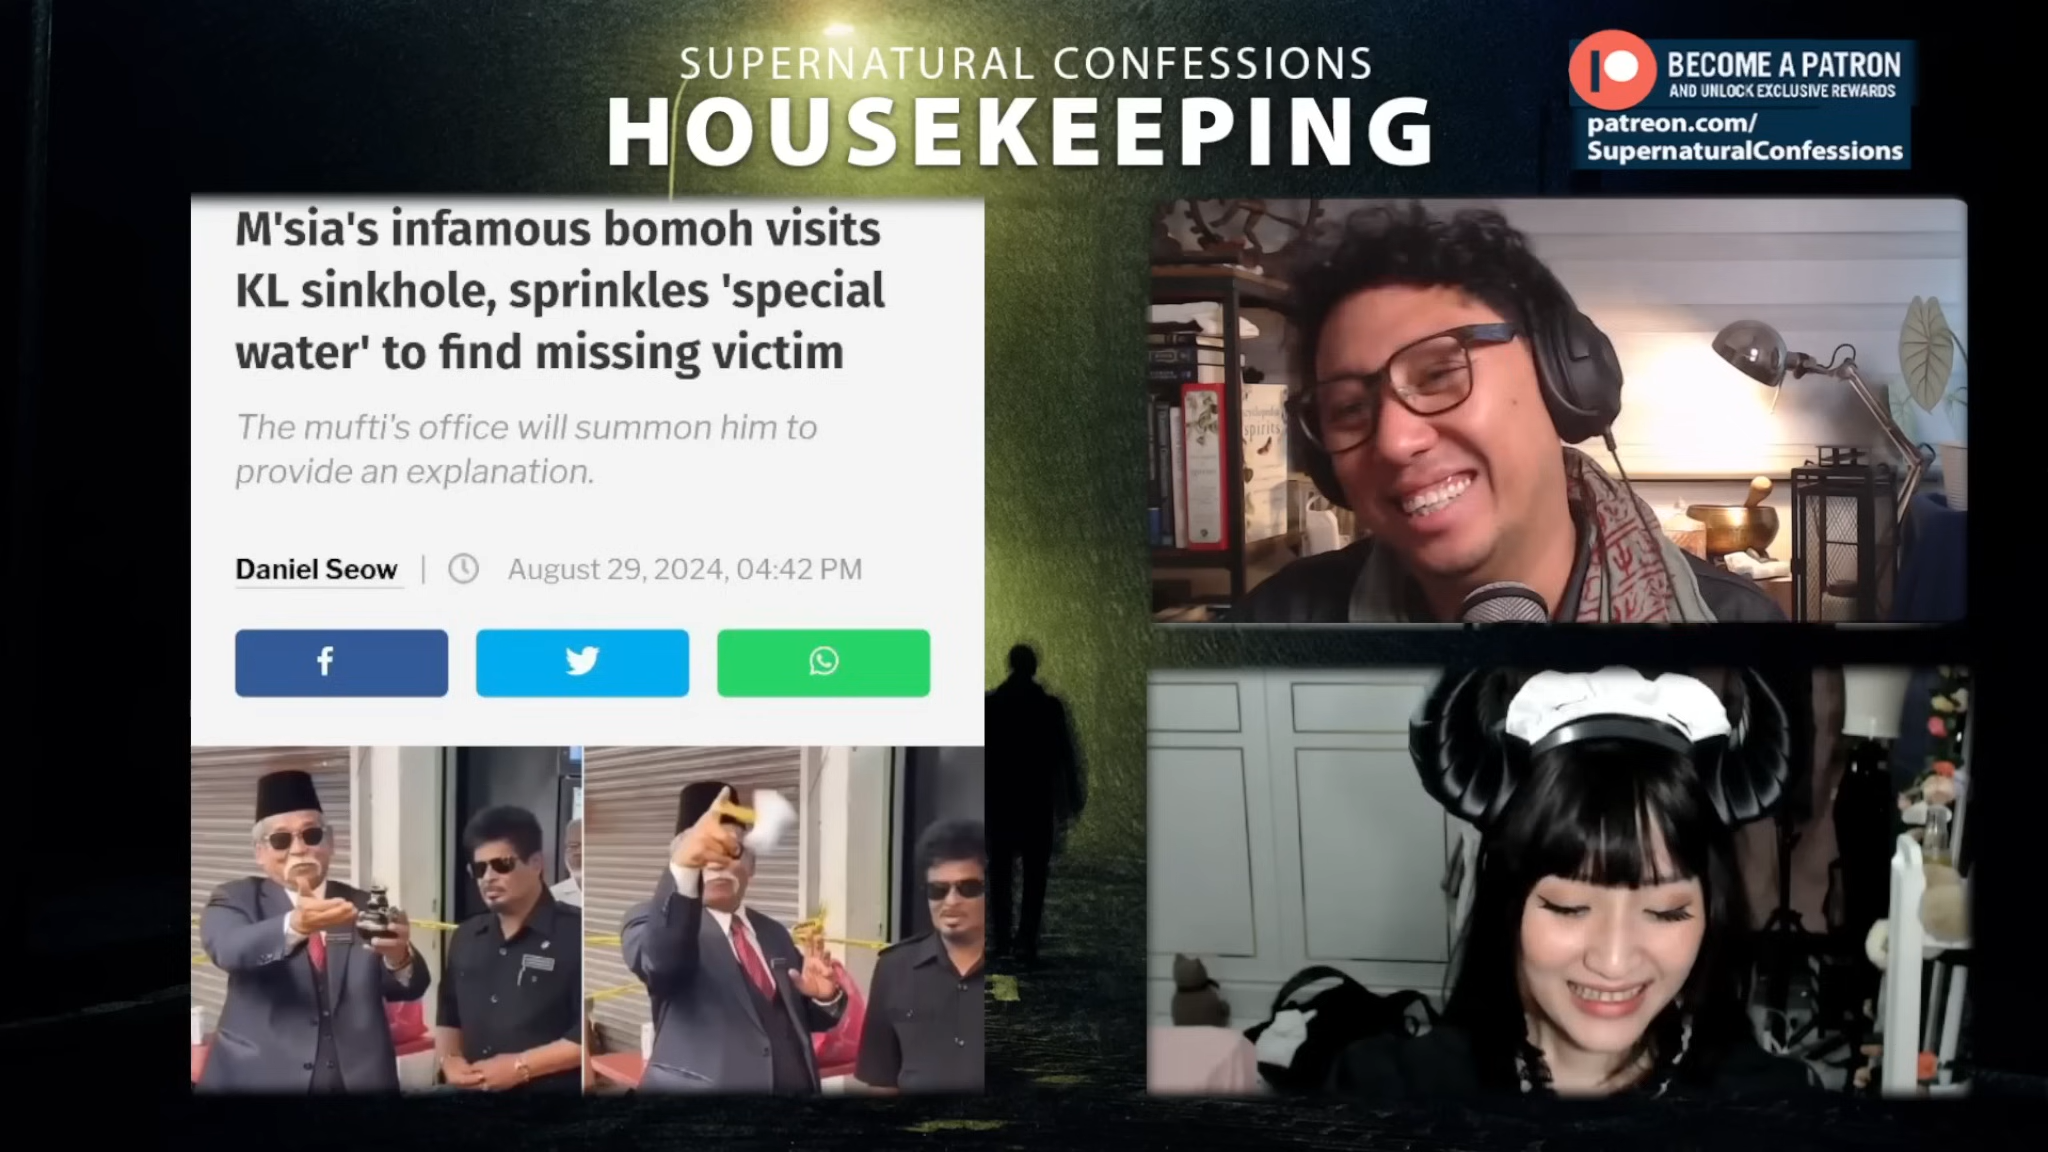 SUPERNATURAL CONFESSIONS
HOUSEKEEPING
BECOME A PATRON
AND UNLOCK EXCLUSIVE REWARDS
patreon.com/
SupernaturalConfessions
M'sia's infamous bomoh visits
KL sinkhole, sprinkles 'special
water' to find missing victim
The mufti's office will summon him to
provide an explanation.
Daniel Seow | August 29, 2024, 04:42 PM
spirits